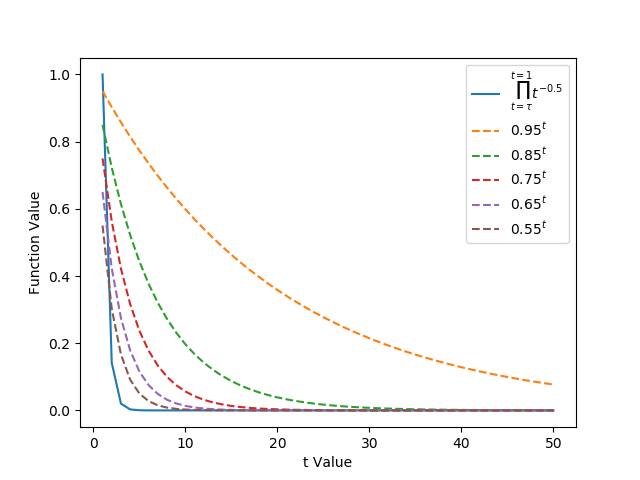 1.0
0.8
0.6
0.4
0.2
0.0
0
10
20
30
40
50
Function Value
t Value
t = 1
∏ t^{-0.5}
t = τ
0.95^t
0.85^t
0.75^t
0.65^t
0.55^t